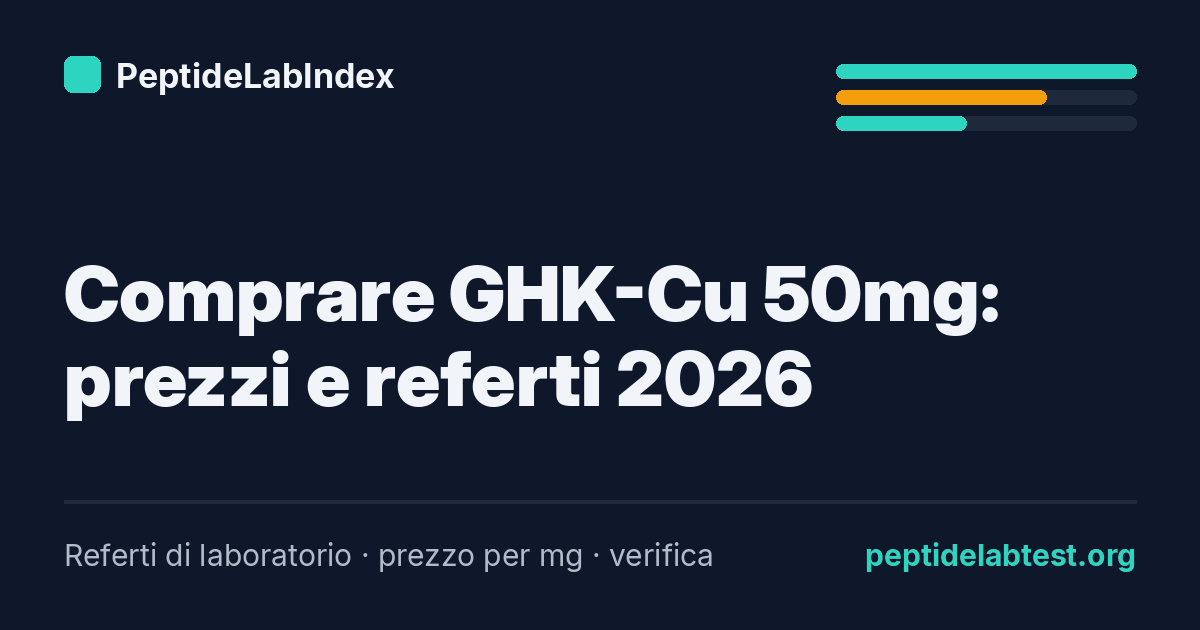 PeptideLabIndex
Comprare GHK-Cu 50mg:
prezzi e referti 2026
Referti di laboratorio · prezzo per mg · verifica
peptidelabtest.org